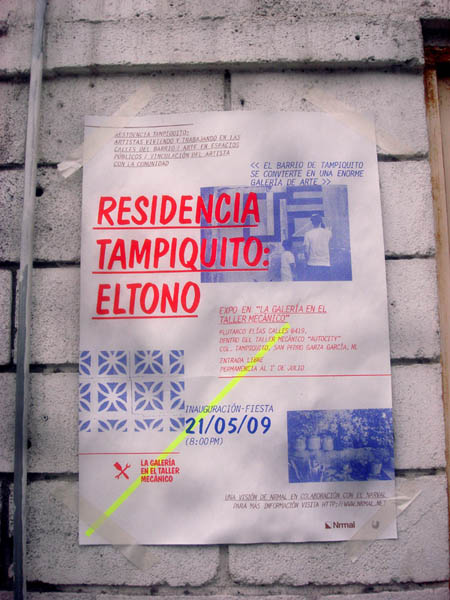 RESIDENCIA TAMPIQUITO:
ARTISTAS VIVIENDO Y TRABAJANDO EN LAS
CALLES DEL BARRIO / ARTE EN ESPACIOS
PÚBLICOS / VINCULACIÓN DEL ARTISTA
CON LA COMUNIDAD
<< EL BARRIO DE TAMPIQUITO
SE CONVIERTE EN UNA ENORME
GALERÍA DE ARTE >>
RESIDENCIA
TAMPIQUITO:
ELTONO
EXPO EN "LA GALERÍA EN EL
TALLER MECÁNICO"
PLUTARCO ELÍAS CALLES #419,
DENTRO DEL TALLER MECÁNICO "AUTOCITY"
COL. TAMPIQUITO, SAN PEDRO GARZA GARCÍA, NL
ENTRADA LIBRE
PERMANENCIA AL 1° DE JULIO
INAUGURACIÓN-FIESTA
21/05/09
(8:00PM)
LA GALERÍA
EN EL TALLER
MECÁNICO
UNA VISIÓN DE NRMAL EN COLABORACIÓN CON EL NARVAL
PARA MAS INFORMACIÓN VISITA HTTP://WWW.NRMAL.NET
Nrmal